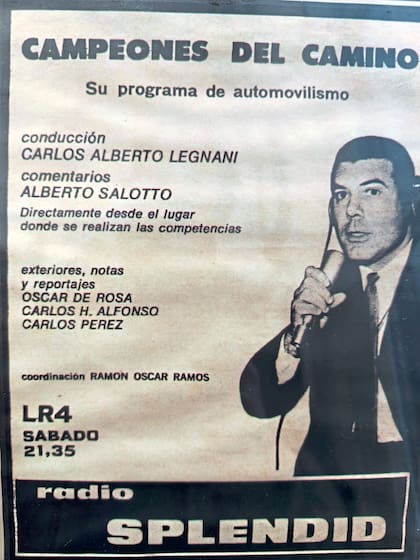 CAMPEONES DEL CAMINO
Su programa de automovilismo
conducción
CARLOS ALBERTO LEGNANI
comentarios
ALBERTO SALOTTO
Directamente desde el lugar
donde se realizan las competencias
exteriores, notas
y reportajes
OSCAR DE ROSA
CARLOS H. ALFONSO
CARLOS PEREZ
coordinación RAMON OSCAR RAMOS
LR4
SABADO
21,35
radio
SPLENDID